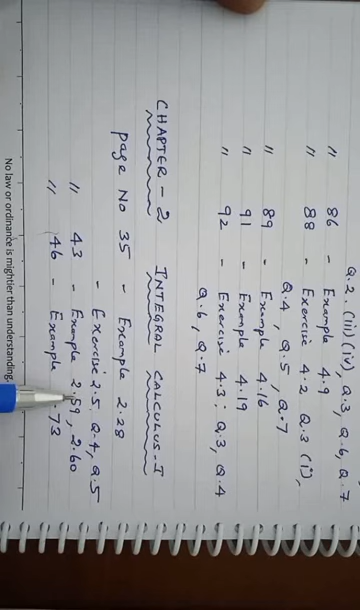 Q.2. (iii) (iv), Q.3, Q.6, Q.7
" 86 - Example 4.9
" 88 - Exercise 4.2 Q.3 (i),
Q.4, Q.5, Q.7
" 89 - Example 4.16
" 91 - Example 4.19
" 92 - Exercise 4.3: Q.3, Q.4
Q.6, Q.7
CHAPTER - 2 INTEGRAL CALCULUS - I
Page No 35 - Example 2.28
- Exercise 2.5. Q.4, Q.5
" 43 - Example 2.59, 2.60
" 46 - Example .73
No law or ordinance is mightier than understanding.